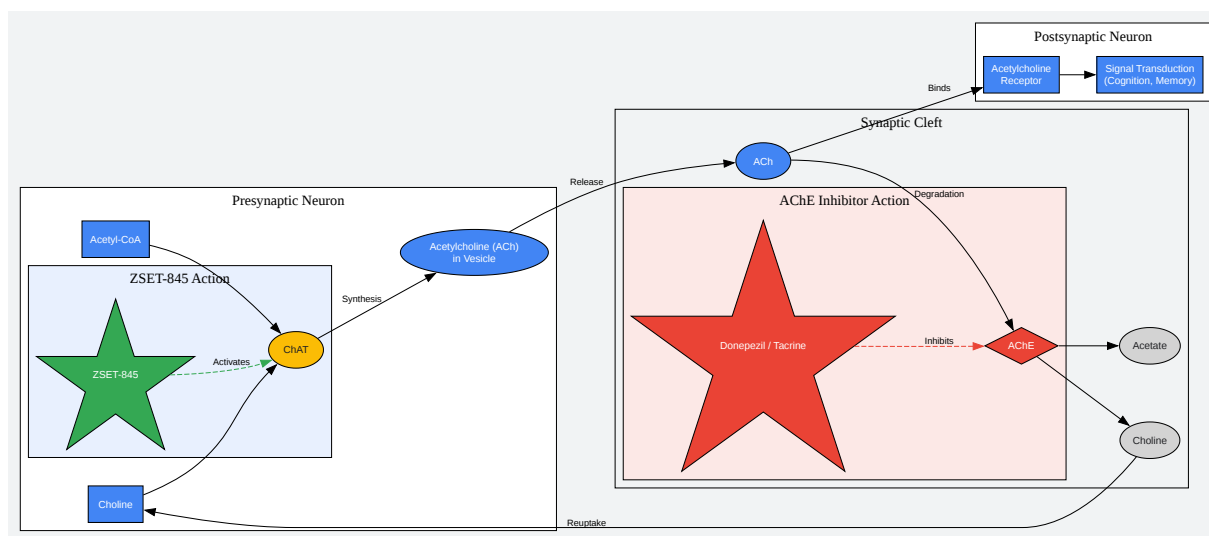 Postsynaptic Neuron
Acetylcholine
Receptor
Signal Transduction
(Cognition, Memory)
Binds
Synaptic Cleft
ACh
Release
Degradation
Presynaptic Neuron
AChE Inhibitor Action
Acetyl-CoA
Acetylcholine (ACh)
in Vesicle
ZSET-845 Action
Synthesis
ChAT
Activates
ZSET-845
Donepezil / Tacrine
Inhibits
AChE
Acetate
Choline
Choline
Reuptake